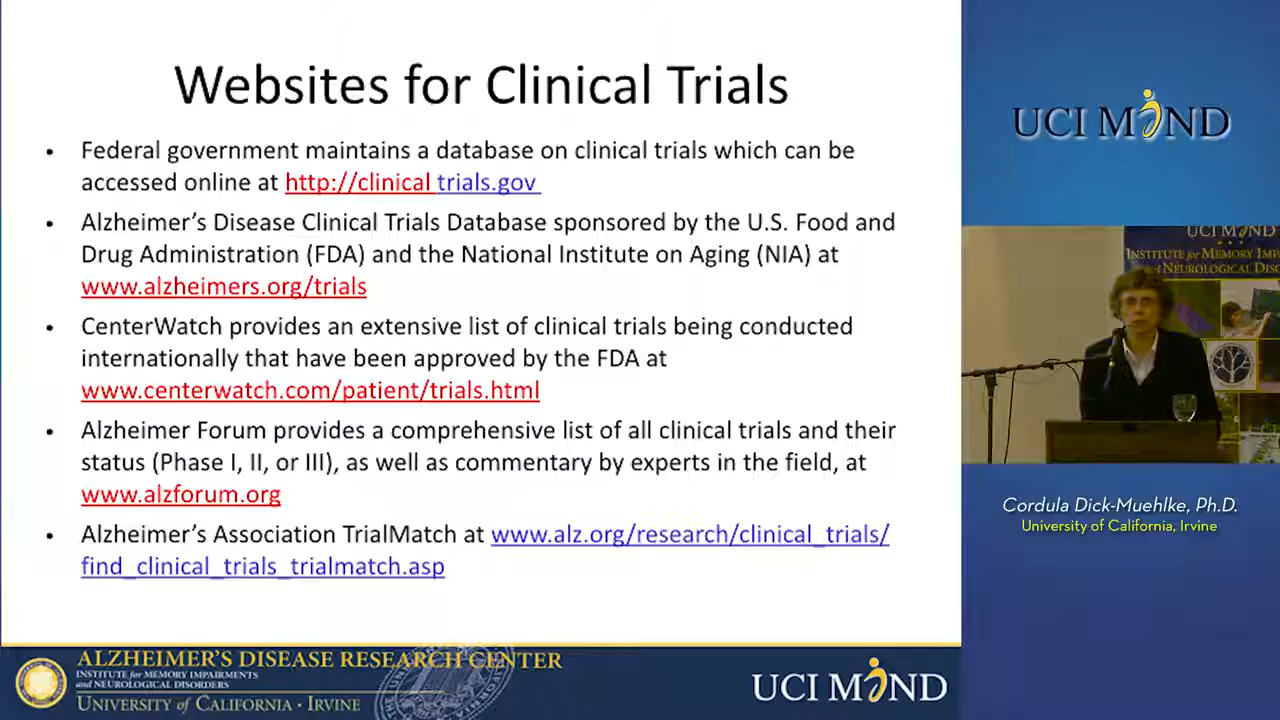 Websites for Clinical Trials
• Federal government maintains a database on clinical trials which can be
accessed online at http://clinical trials.gov
• Alzheimer's Disease Clinical Trials Database sponsored by the U.S. Food and
Drug Administration (FDA) and the National Institute on Aging (NIA) at
www.alzheimers.org/trials
• CenterWatch provides an extensive list of clinical trials being conducted
internationally that have been approved by the FDA at
www.centerwatch.com/patient/trials.html
• Alzheimer Forum provides a comprehensive list of all clinical trials and their
status (Phase I, II, or III), as well as commentary by experts in the field, at
www.alzforum.org
• Alzheimer's Association TrialMatch at www.alz.org/research/clinical_trials/
find_clinical_trials_trialmatch.asp
ALZHEIMER'S DISEASE RESEARCH CENTER
INSTITUTE for MEMORY IMPAIRMENTS
and NEUROLOGICAL DISORDERS
UNIVERSITY of CALIFORNIA • IRVINE
UCI MIND
UCI MIND
UCI MIND
INSTITUTE for MEMORY IMPA
and NEUROLOGICAL DISO
Cordula Dick-Muehlke, Ph.D.
University of California, Irvine